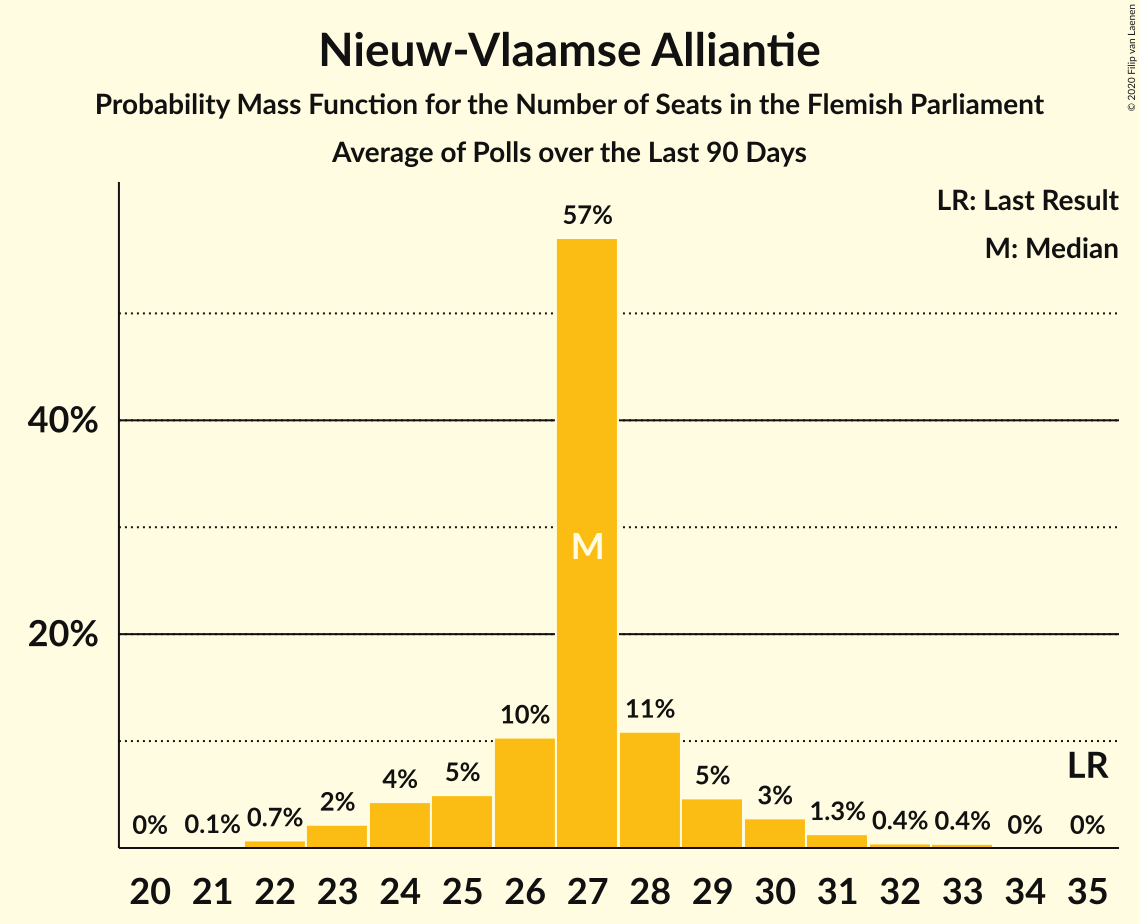 Nieuw-Vlaamse Alliantie
Probability Mass Function for the Number of Seats in the Flemish Parliament
Average of Polls over the Last 90 Days
© 2020 Filip van Laenen
LR: Last Result
M: Median
57%
40%
M
20%
11%
10%
LR
5%
5%
4%
3%
2%
1.3%
0.7%
0.4%
0.4%
0%
0.1%
0%
0%
20 21 22 23 24 25 26 27 28 29 30 31 32 33 34 35